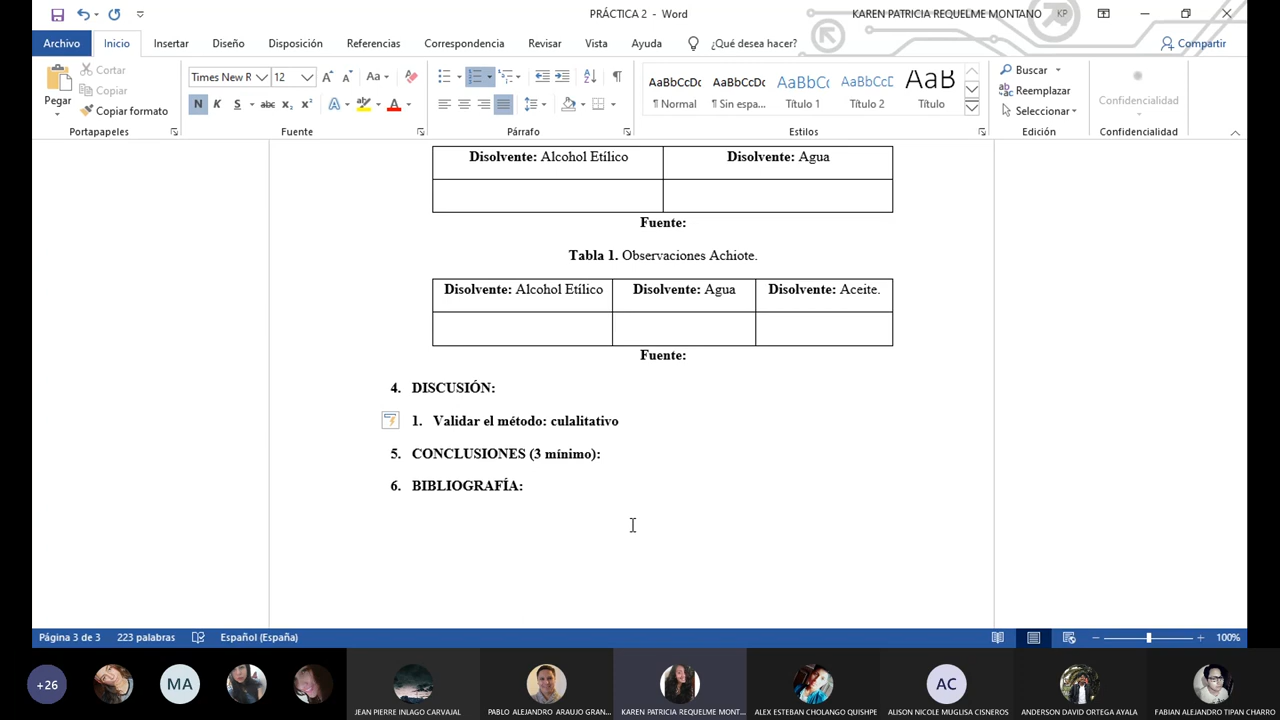 PRÁCTICA 2 - Word
KAREN PATRICIA REQUELME MONTANO
KP
Archivo
Inicio
Insertar
Diseño
Disposición
Referencias
Correspondencia
Revisar
Vista
Ayuda
¿Qué desea hacer?
Compartir
Pegar
Cortar
Copiar
Copiar formato
Portapapeles
Times New R
12
Aa
N K S abc x₂ x²
Fuente
Párrafo
AaBbCcDc
¶ Normal
AaBbCcDc
¶ Sin espa...
AaBbCc
Título 1
AaBbCcD
Título 2
AaB
Título
Estilos
Buscar
Reemplazar
Seleccionar
Edición
Confidencialidad
Confidencialidad
Disolvente: Alcohol Etílico
Disolvente: Agua
Fuente:
Tabla 1. Observaciones Achiote.
Disolvente: Alcohol Etílico
Disolvente: Agua
Disolvente: Aceite.
Fuente:
4. DISCUSIÓN:
1. Validar el método: culalitativo
5. CONCLUSIONES (3 mínimo):
6. BIBLIOGRAFÍA:
Página 3 de 3
223 palabras
Español (España)
100%
+26
MA
JEAN PIERRE INLAGO CARVAJAL
PABLO ALEJANDRO ARAUJO GRAN...
KAREN PATRICIA REQUELME MONT...
ALEX ESTEBAN CHOLANGO QUISHPE
AC
ALISON NICOLE MUGLISA CISNEROS
ANDERSON DAVID ORTEGA AYALA
FABIAN ALEJANDRO TIPAN CHARRO